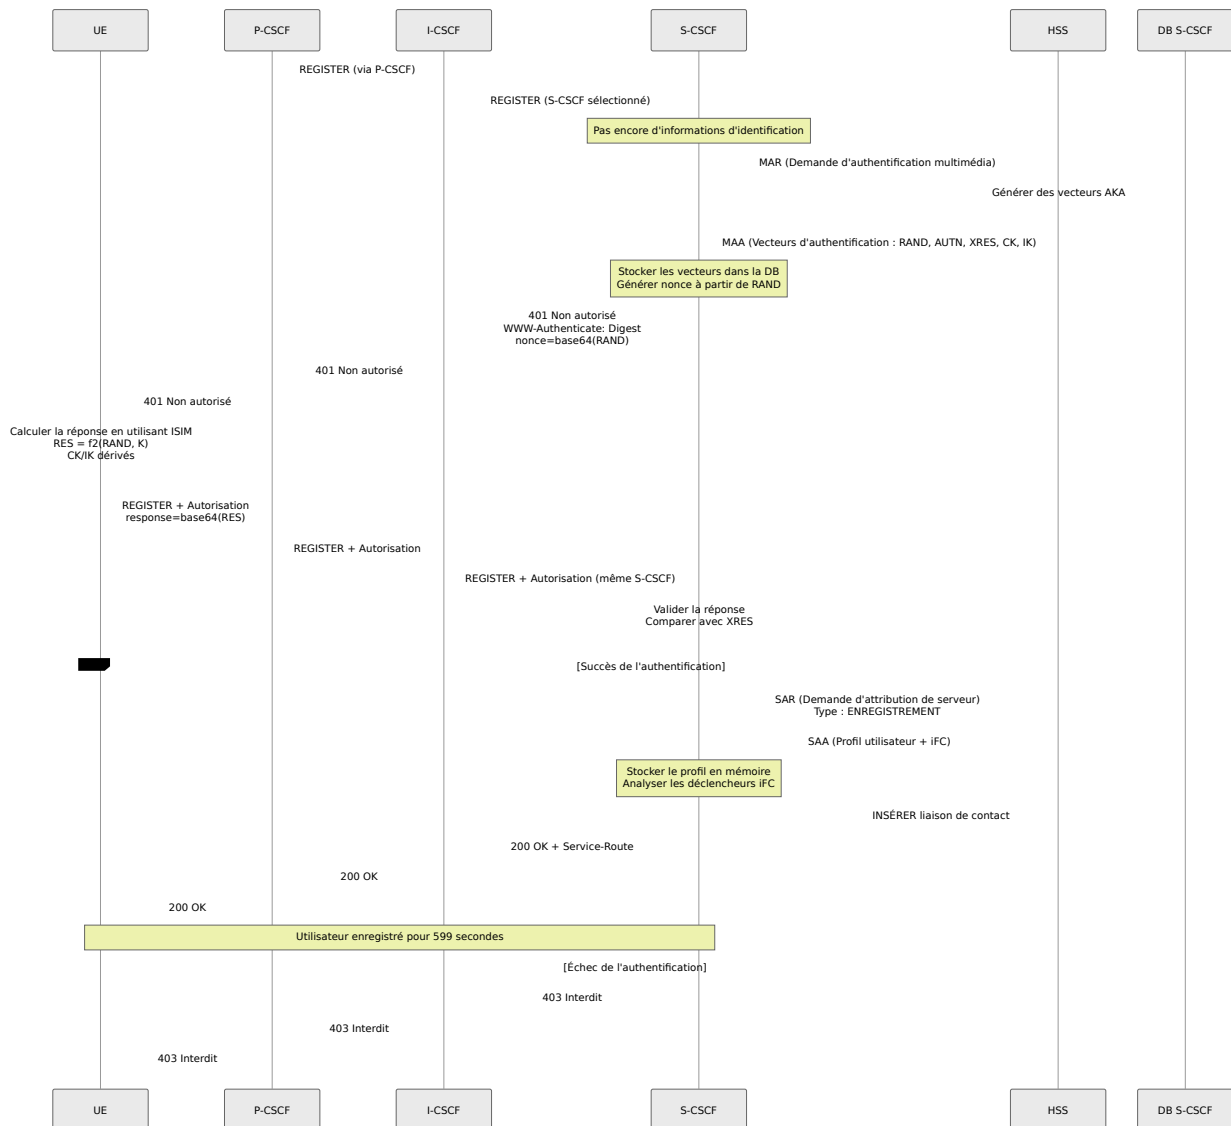 UE
P-CSCF
I-CSCF
S-CSCF
HSS
DB S-CSCF
REGISTER (via P-CSCF)
REGISTER (S-CSCF sélectionné)
Pas encore d'informations d'identification
MAR (Demande d'authentification multimédia)
Générer des vecteurs AKA
MAA (Vecteurs d'authentification : RAND, AUTN, XRES, CK, IK)
Stocker les vecteurs dans la DB
Générer nonce à partir de RAND
401 Non autorisé
WWW-Authenticate: Digest
nonce=base64(RAND)
401 Non autorisé
401 Non autorisé
Calculer la réponse en utilisant ISIM
RES = f2(RAND, K)
CK/IK dérivés
REGISTER + Autorisation
response=base64(RES)
REGISTER + Autorisation
REGISTER + Autorisation (même S-CSCF)
Valider la réponse
Comparer avec XRES
[Succès de l'authentification]
SAR (Demande d'attribution de serveur)
Type : ENREGISTREMENT
SAA (Profil utilisateur + iFC)
Stocker le profil en mémoire
Analyser les déclencheurs iFC
INSÉRER liaison de contact
200 OK + Service-Route
200 OK
200 OK
Utilisateur enregistré pour 599 secondes
[Échec de l'authentification]
403 Interdit
403 Interdit
403 Interdit
UE
P-CSCF
I-CSCF
S-CSCF
HSS
DB S-CSCF